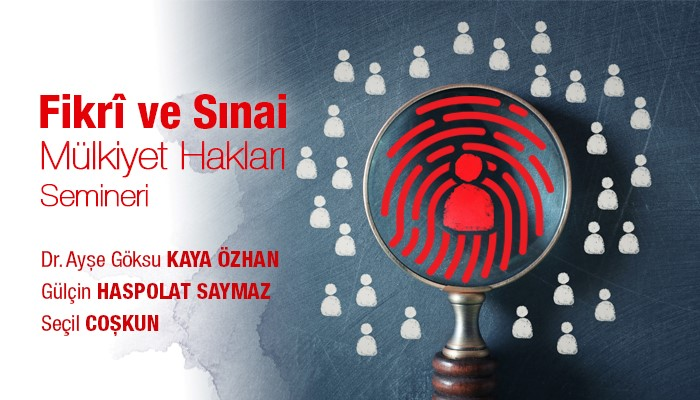 Fikrî ve Sınai
Mülkiyet Hakları
Semineri
Dr. Ayşe Göksu KAYA ÖZHAN
Gülçin HASPOLAT SAYMAZ
Seçil COŞKUN